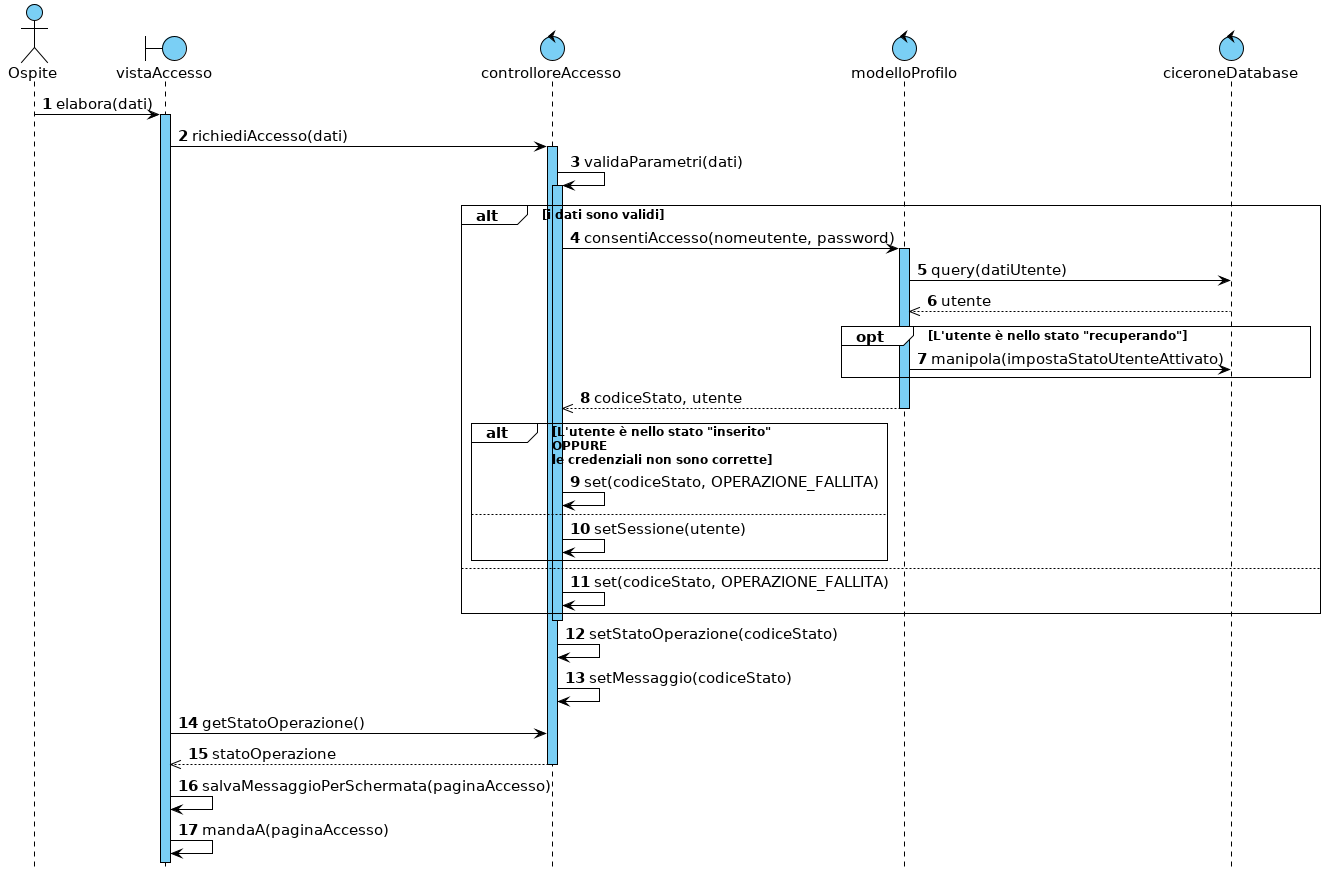 Ospite
vistaAccesso
controlloreAccesso
modelloProfilo
ciceroneDatabase
1 elabora(dati)
2 richiediAccesso(dati)
3 validaParametri(dati)
alt [i dati sono validi]
4 consentiAccesso(nomeutente, password)
5 query(datiUtente)
6 utente
opt [L'utente è nello stato "recuperando"]
7 manipola(impostaStatoUtenteAttivato)
8 codiceStato, utente
alt [L'utente è nello stato "inserito"
OPPURE
le credenziali non sono corrette]
9 set(codiceStato, OPERAZIONE_FALLITA)
10 setSessione(utente)
11 set(codiceStato, OPERAZIONE_FALLITA)
12 setStatoOperazione(codiceStato)
13 setMessaggio(codiceStato)
14 getStatoOperazione()
15 statoOperazione
16 salvaMessaggioPerSchermata(paginaAccesso)
17 mandaA(paginaAccesso)